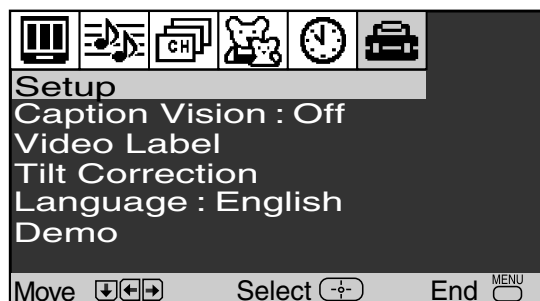 CH
Setup
Caption Vision : Off
Video Label
Tilt Correction
Language : English
Demo
Move Select End MENU